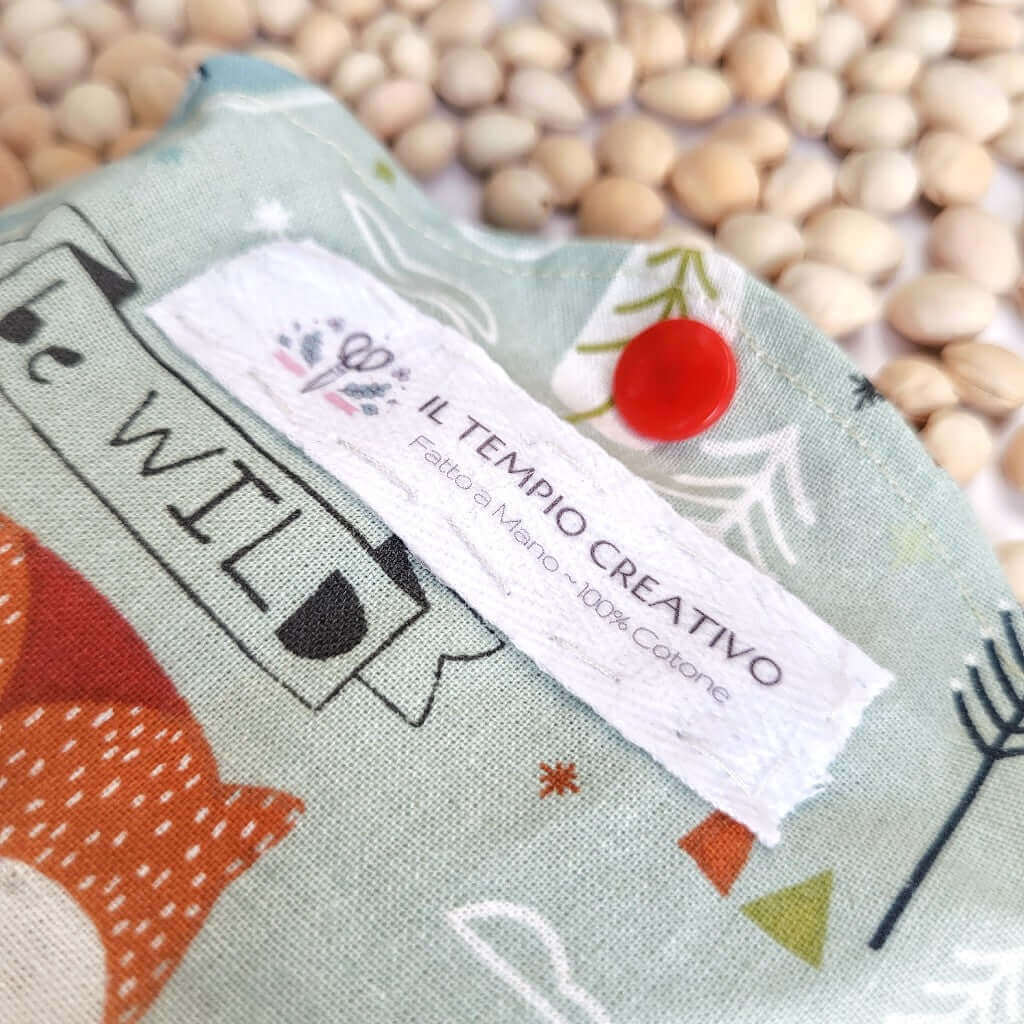 be
WILD
IL TEMPIO CREATIVO
Fatto a Mano ~ 100% Cotone